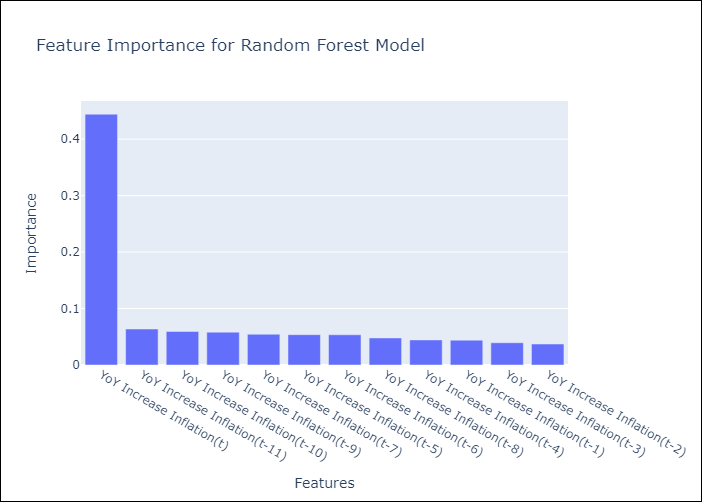 Feature Importance for Random Forest Model
Importance
0.4
0.3
0.2
0.1
0
YoY Increase Inflation(t)
YoY Increase Inflation(t-11)
YoY Increase Inflation(t-10)
YoY Increase Inflation(t-9)
YoY Increase Inflation(t-7)
YoY Increase Inflation(t-5)
YoY Increase Inflation(t-6)
YoY Increase Inflation(t-8)
YoY Increase Inflation(t-4)
YoY Increase Inflation(t-1)
YoY Increase Inflation(t-3)
YoY Increase Inflation(t-2)
Features